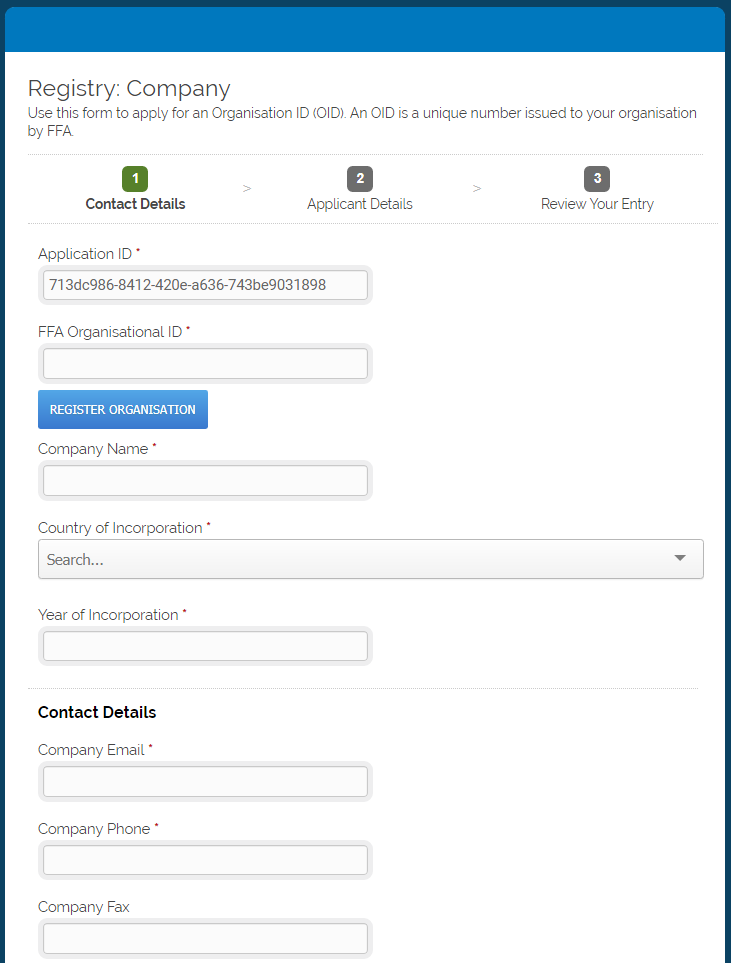 Registry: Company
Use this form to apply for an Organisation ID (OID). An OID is a unique number issued to your organisation
by FFA.
1 > 2 > 3
Contact Details Applicant Details Review Your Entry
Application ID *
713dc986-8412-420e-a636-743be9031898
FFA Organisational ID *
REGISTER ORGANISATION
Company Name *
Country of Incorporation *
Search...
Year of Incorporation *
Contact Details
Company Email *
Company Phone *
Company Fax